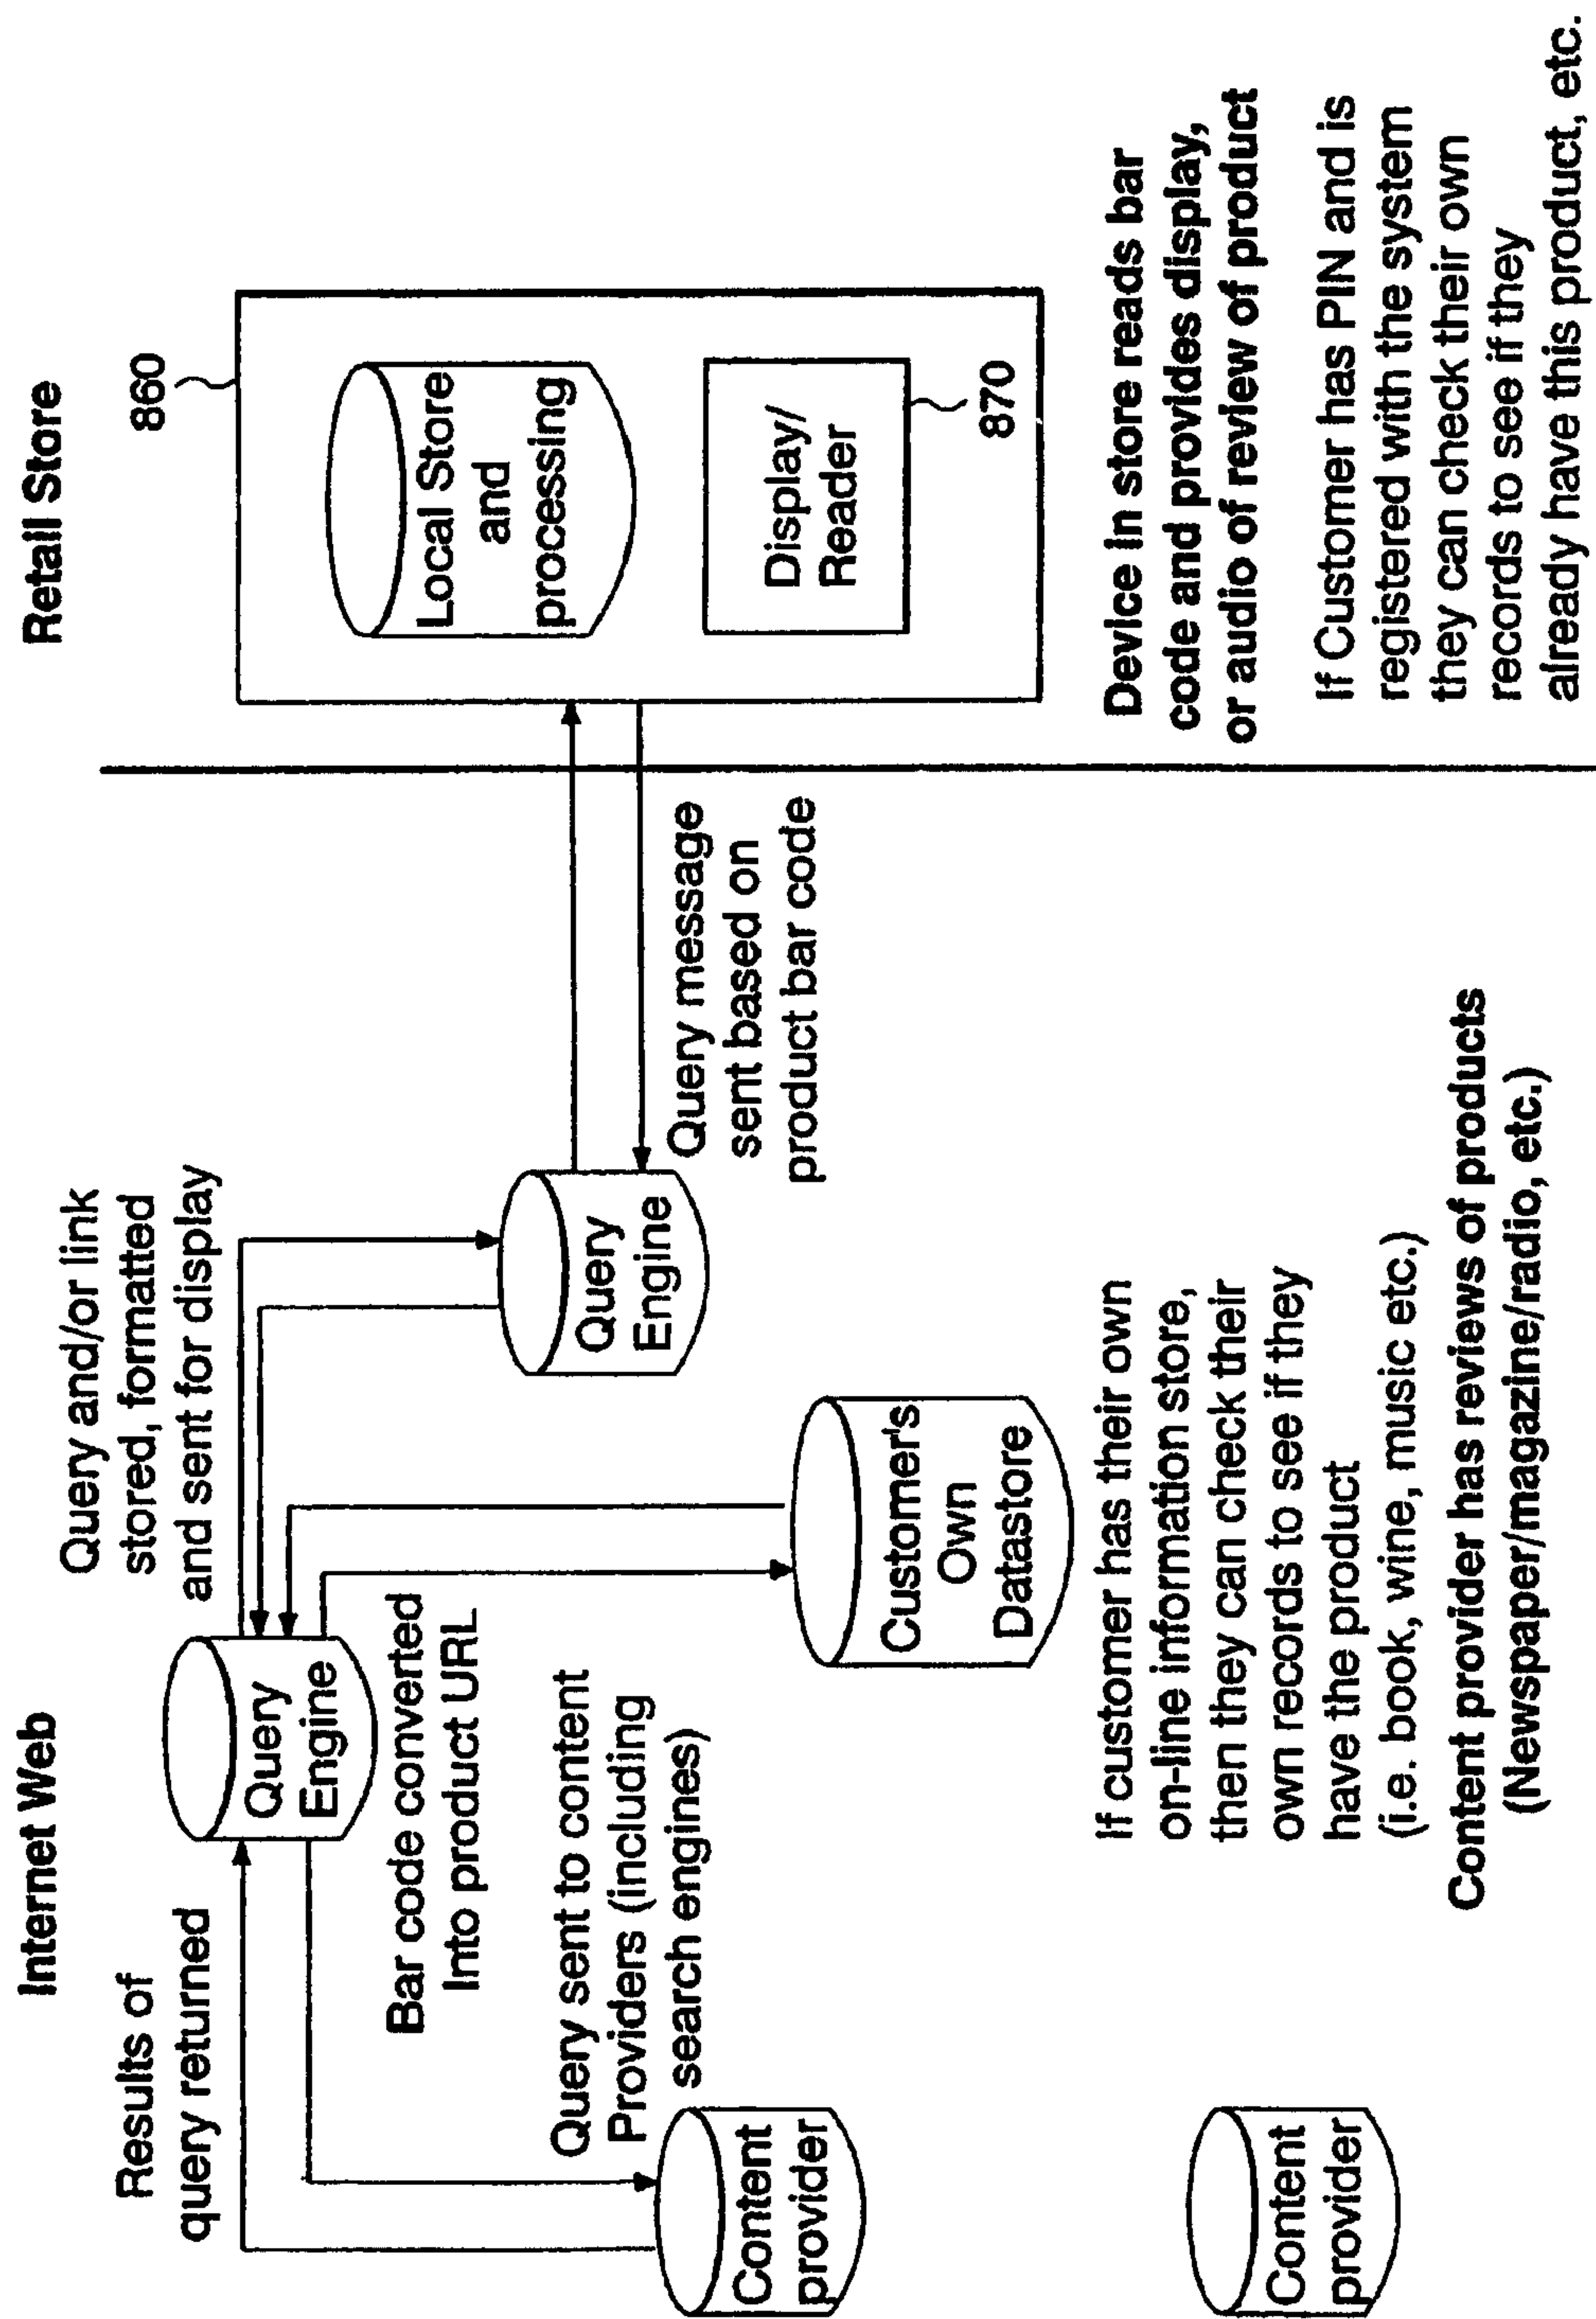 Internet Web
Retail Store
Results of
query returned
Query and/or link
stored, formatted
and sent for display
860
Query
Engine
Local Store
and
processing
Bar code converted
Into product URL
Query
Engine
Query message
sent based on
product bar code
Display/
Reader
870
Query sent to content
Providers (including
search engines)
Content
provider
Customer's
Own
Datastore
Device in store reads bar
code and provides display,
or audio of review of product
If Customer has PIN and is
registered with the system
they can check their own
records to see if they
already have this product, etc.
If customer has their own
on-line information store,
then they can check their
own records to see if they
have the product
(i.e. book, wine, music etc.)
Content provider has reviews of products
(Newspaper/magazine/radio, etc.)
Content
provider